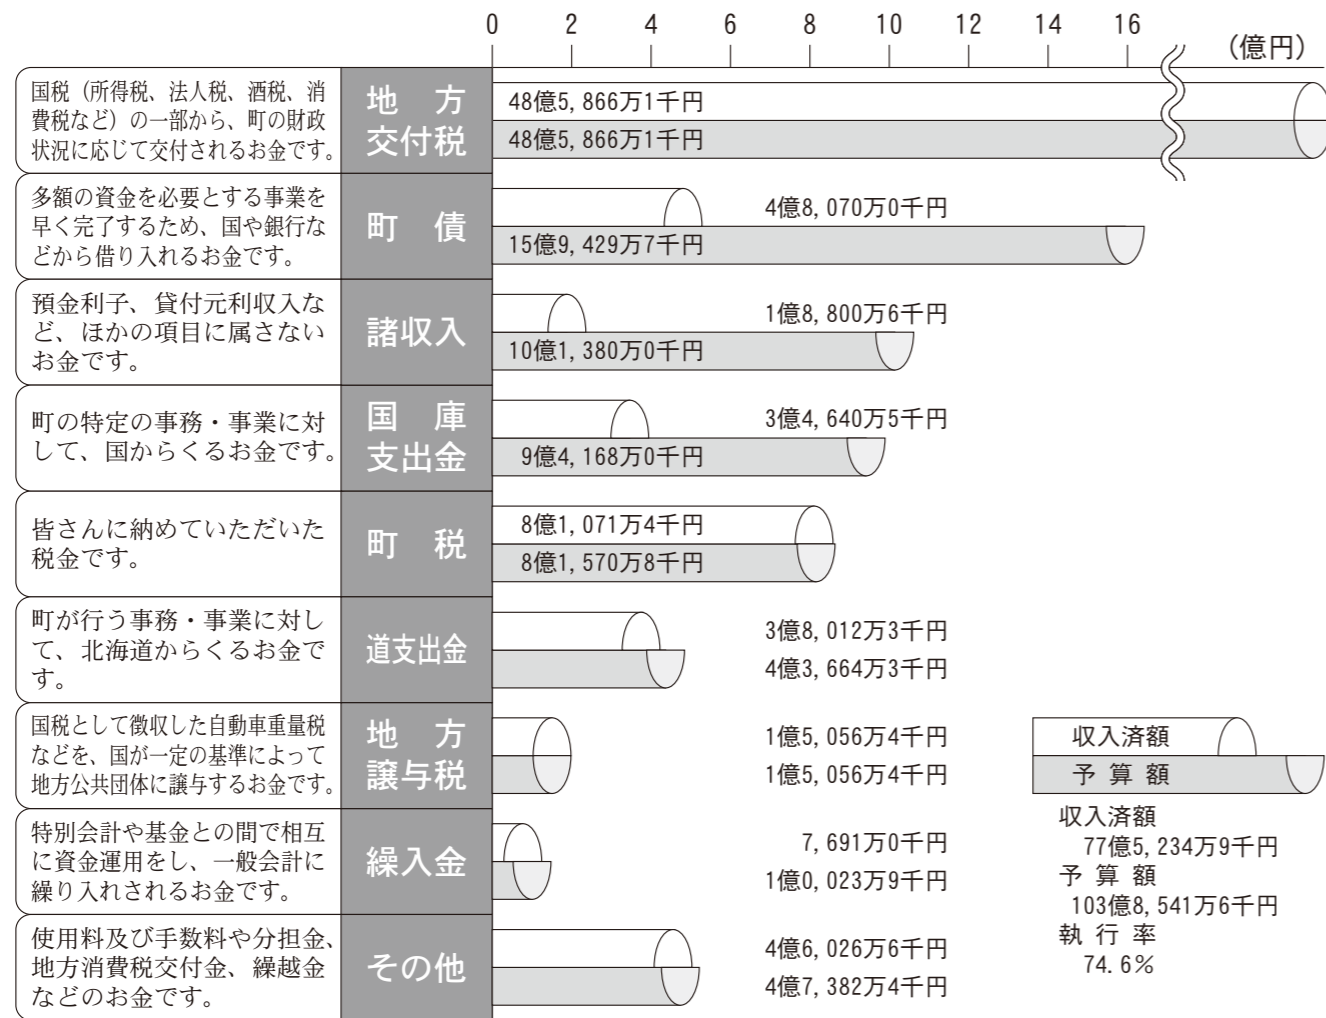 0 2 4 6 8 10 12 14 16 (億円)
国税（所得税、法人税、酒税、消
費税など）の一部から、町の財政
状況に応じて交付されるお金です。
地　方
交付税
48億5,866万1千円
48億5,866万1千円
多額の資金を必要とする事業を
早く完了するため、国や銀行な
どから借り入れるお金です。
町　債
4億8,070万0千円
15億9,429万7千円
預金利子、貸付元利収入な
ど、ほかの項目に属さない
お金です。
諸収入
1億8,800万6千円
10億1,380万0千円
町の特定の事務・事業に対
して、国からくるお金です。
国　庫
支出金
3億4,640万5千円
9億4,168万0千円
皆さんに納めていただいた
税金です。
町　税
8億1,071万4千円
8億1,570万8千円
町が行う事務・事業に対し
て、北海道からくるお金で
す。
道支出金
3億8,012万3千円
4億3,664万3千円
国税として徴収した自動車重量税
などを、国が一定の基準によって
地方公共団体に譲与するお金です。
地　方
譲与税
1億5,056万4千円
1億5,056万4千円
特別会計や基金との間で相互
に資金運用をし、一般会計に
繰り入れされるお金です。
繰入金
7,691万0千円
1億0,023万9千円
使用料及び手数料や分担金、
地方消費税交付金、繰越金
などのお金です。
その他
4億6,026万6千円
4億7,382万4千円
収入済額
予 算 額
収入済額
77億5,234万9千円
予 算 額
103億8,541万6千円
執 行 率
74.6％